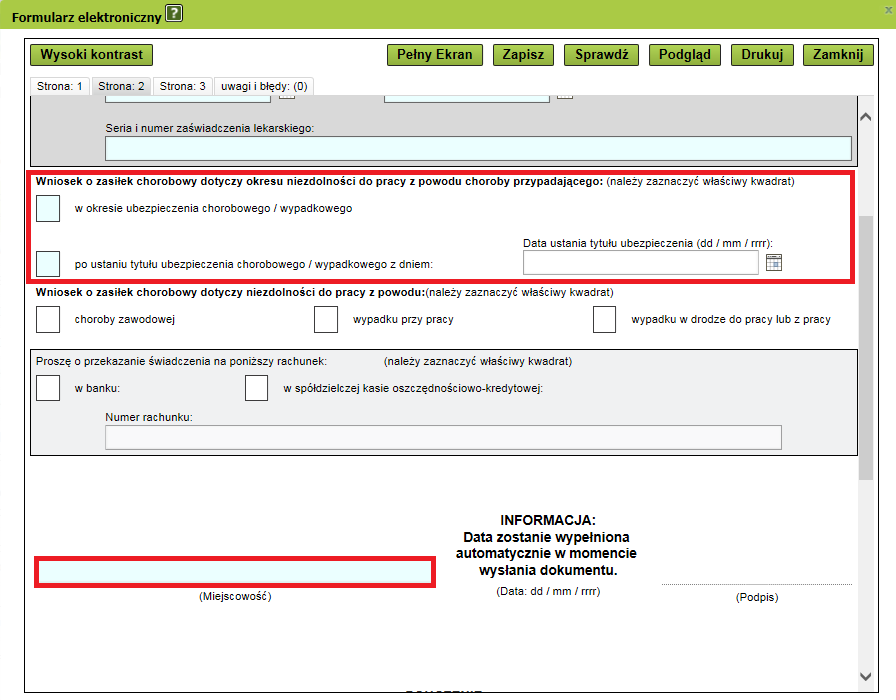 Formularz elektroniczny ?
Wysoki kontrast Pełny Ekran Zapisz Sprawdź Podgląd Drukuj Zamknij
Strona: 1 Strona: 2 Strona: 3 uwagi i błędy: (0)
Seria i numer zaświadczenia lekarskiego:
Wniosek o zasiłek chorobowy dotyczy okresu niezdolności do pracy z powodu choroby przypadającego: (należy zaznaczyć właściwy kwadrat)
w okresie ubezpieczenia chorobowego / wypadkowego
Data ustania tytułu ubezpieczenia (dd / mm / rrrr):
po ustaniu tytułu ubezpieczenia chorobowego / wypadkowego z dniem:
Wniosek o zasiłek chorobowy dotyczy niezdolności do pracy z powodu:(należy zaznaczyć właściwy kwadrat)
choroby zawodowej wypadku przy pracy wypadku w drodze do pracy lub z pracy
Proszę o przekazanie świadczenia na poniższy rachunek: (należy zaznaczyć właściwy kwadrat)
w banku: w spółdzielczej kasie oszczędnościowo-kredytowej:
Numer rachunku:
INFORMACJA:
Data zostanie wypełniona
automatycznie w momencie
wysłania dokumentu.
(Miejscowość) (Data: dd / mm / rrrr) (Podpis)